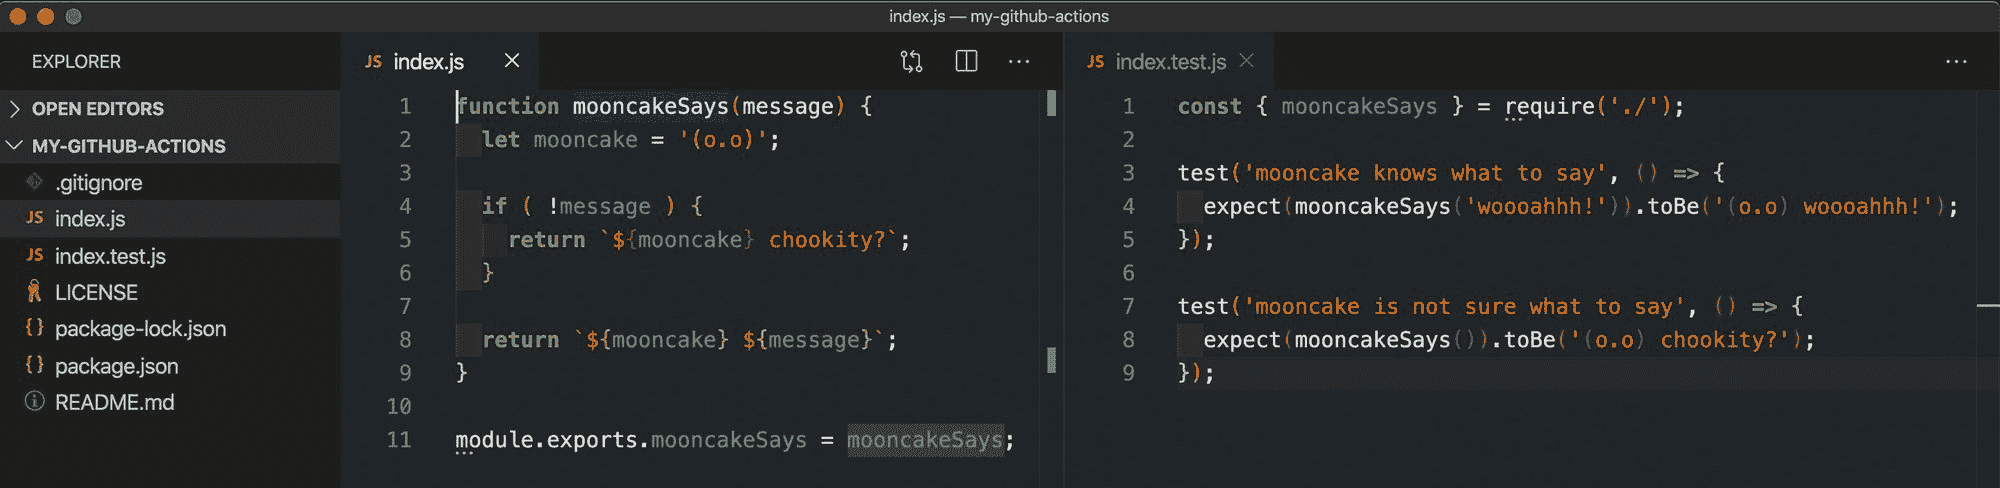 index.js — my-github-actions
EXPLORER
OPEN EDITORS
MY-GITHUB-ACTIONS
.gitignore
JS index.js
JS index.test.js
LICENSE
{} package-lock.json
{} package.json
README.md
JS index.js
1 function mooncakeSays(message) {
2   let mooncake = '(o.o)';
3
4   if ( !message ) {
5     return `${mooncake} chookity?`;
6   }
7
8   return `${mooncake} ${message}`;
9 }
10
11 module.exports.mooncakeSays = mooncakeSays;
JS index.test.js
1 const { mooncakeSays } = require('./');
2
3 test('mooncake knows what to say', () => {
4   expect(mooncakeSays('woooahhh!')).toBe('(o.o) woooahhh!');
5 });
6
7 test('mooncake is not sure what to say', () => {
8   expect(mooncakeSays()).toBe('(o.o) chookity?');
9 });